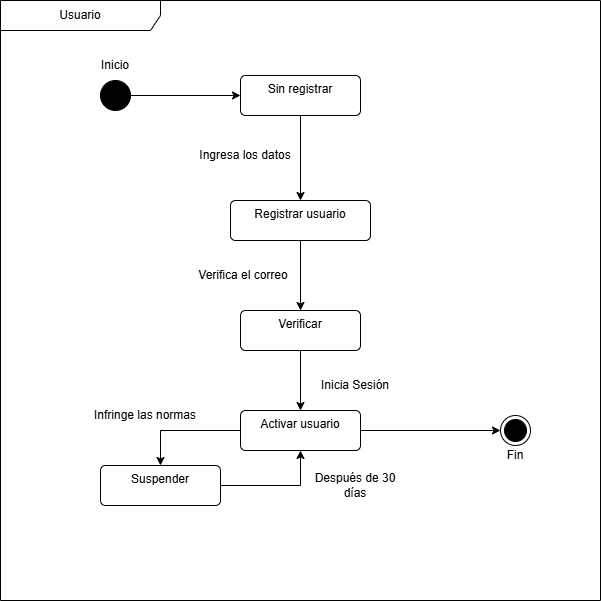 Usuario
Inicio
Sin registrar
Ingresa los datos
Registrar usuario
Verifica el correo
Verificar
Inicia Sesión
Infringe las normas
Activar usuario
Fin
Suspender
Después de 30
días